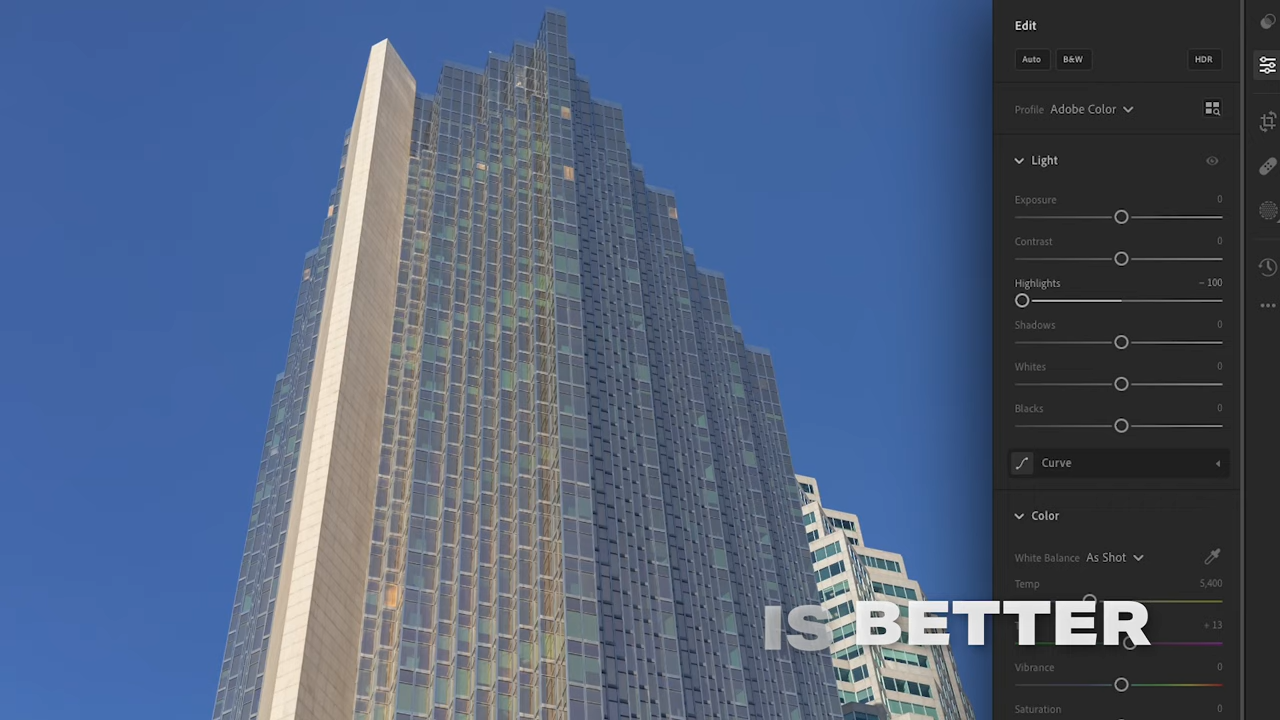 Edit
Auto B&W HDR
Profile Adobe Color
Light
Exposure 0
Contrast 0
Highlights – 100
Shadows 0
Whites 0
Blacks 0
Curve
Color
White Balance As Shot
Temp 5,400
IS BETTER
+ 13
Vibrance 0
Saturation 0